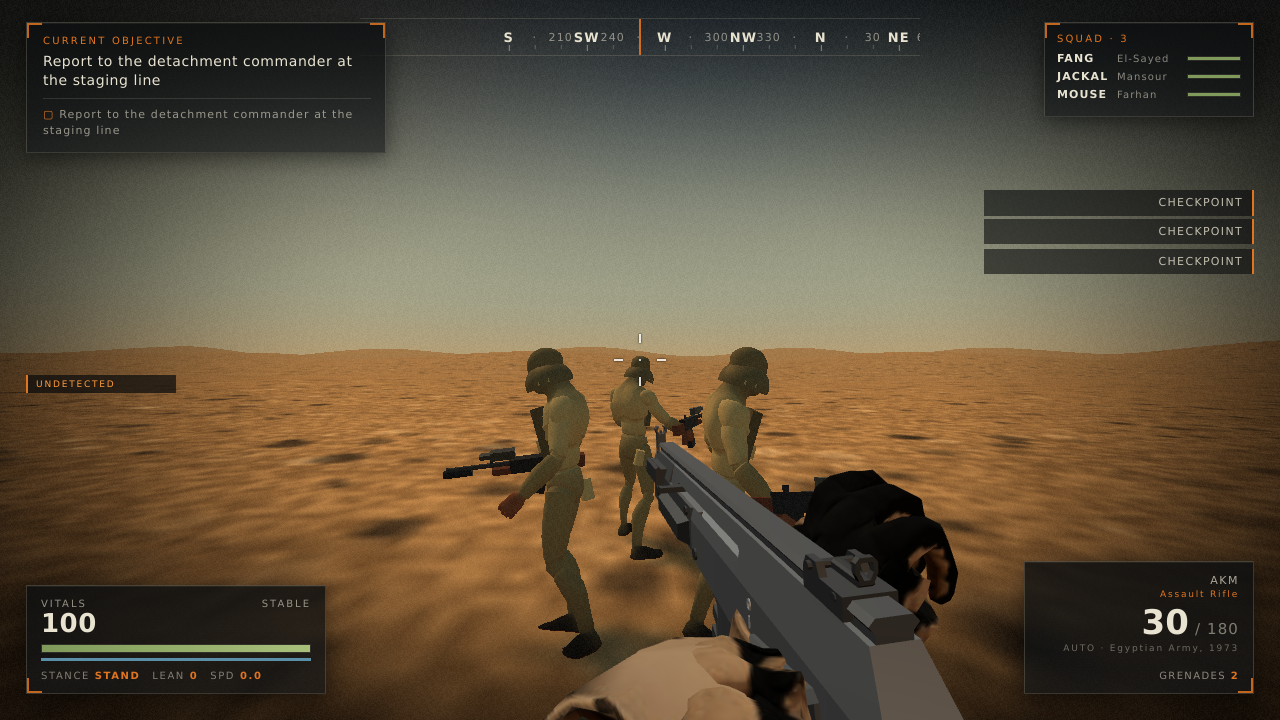 CURRENT OBJECTIVE
Report to the detachment commander at
the staging line
▢ Report to the detachment commander at the
staging line
S · 210 SW 240 · W · 300 NW 330 · N · 30 NE
SQUAD · 3
FANG El-Sayed
JACKAL Mansour
MOUSE Farhan
CHECKPOINT
CHECKPOINT
CHECKPOINT
UNDETECTED
VITALS STABLE
100
STANCE STAND LEAN 0 SPD 0.0
AKM
Assault Rifle
30 / 180
AUTO · Egyptian Army, 1973
GRENADES 2